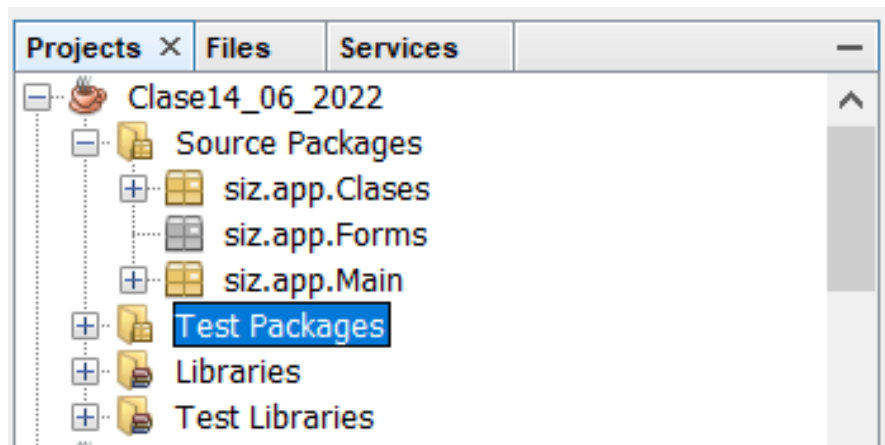 Projects Files Services
Clase14_06_2022
Source Packages
siz.app.Clases
siz.app.Forms
siz.app.Main
Test Packages
Libraries
Test Libraries